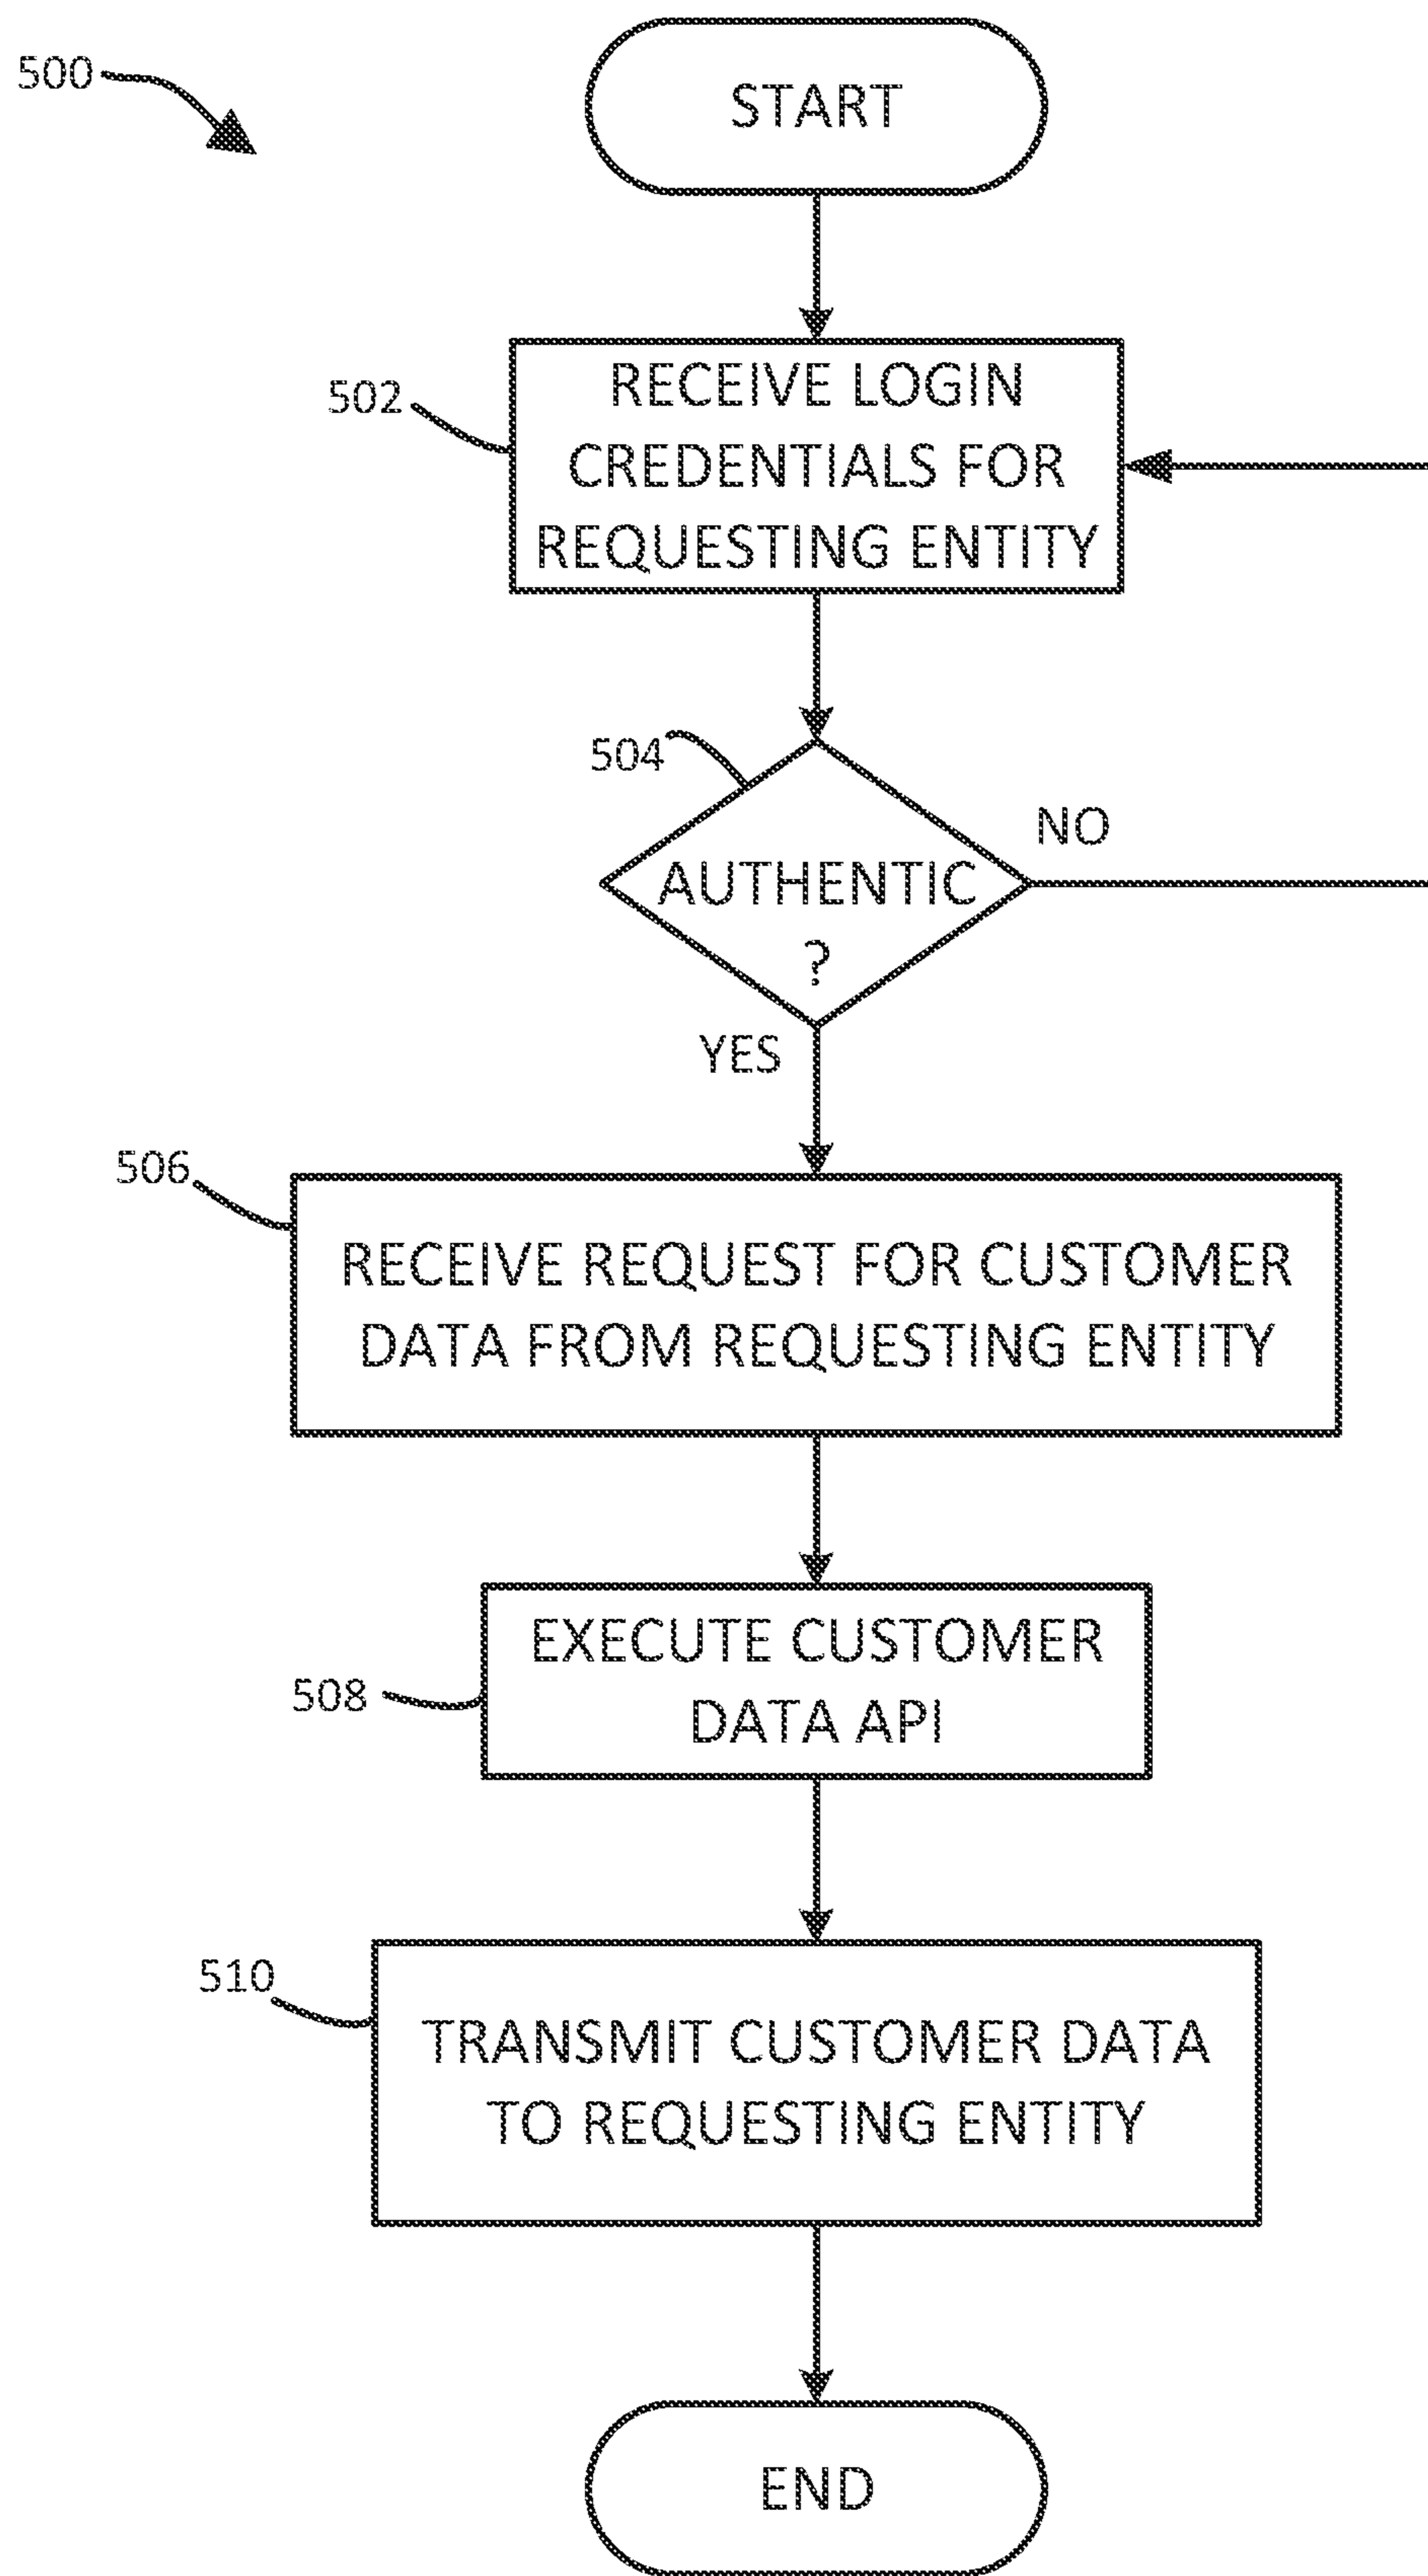 500
START
502
RECEIVE LOGIN
CREDENTIALS FOR
REQUESTING ENTITY
504
AUTHENTIC
?
NO
YES
506
RECEIVE REQUEST FOR CUSTOMER
DATA FROM REQUESTING ENTITY
508
EXECUTE CUSTOMER
DATA API
510
TRANSMIT CUSTOMER DATA
TO REQUESTING ENTITY
END